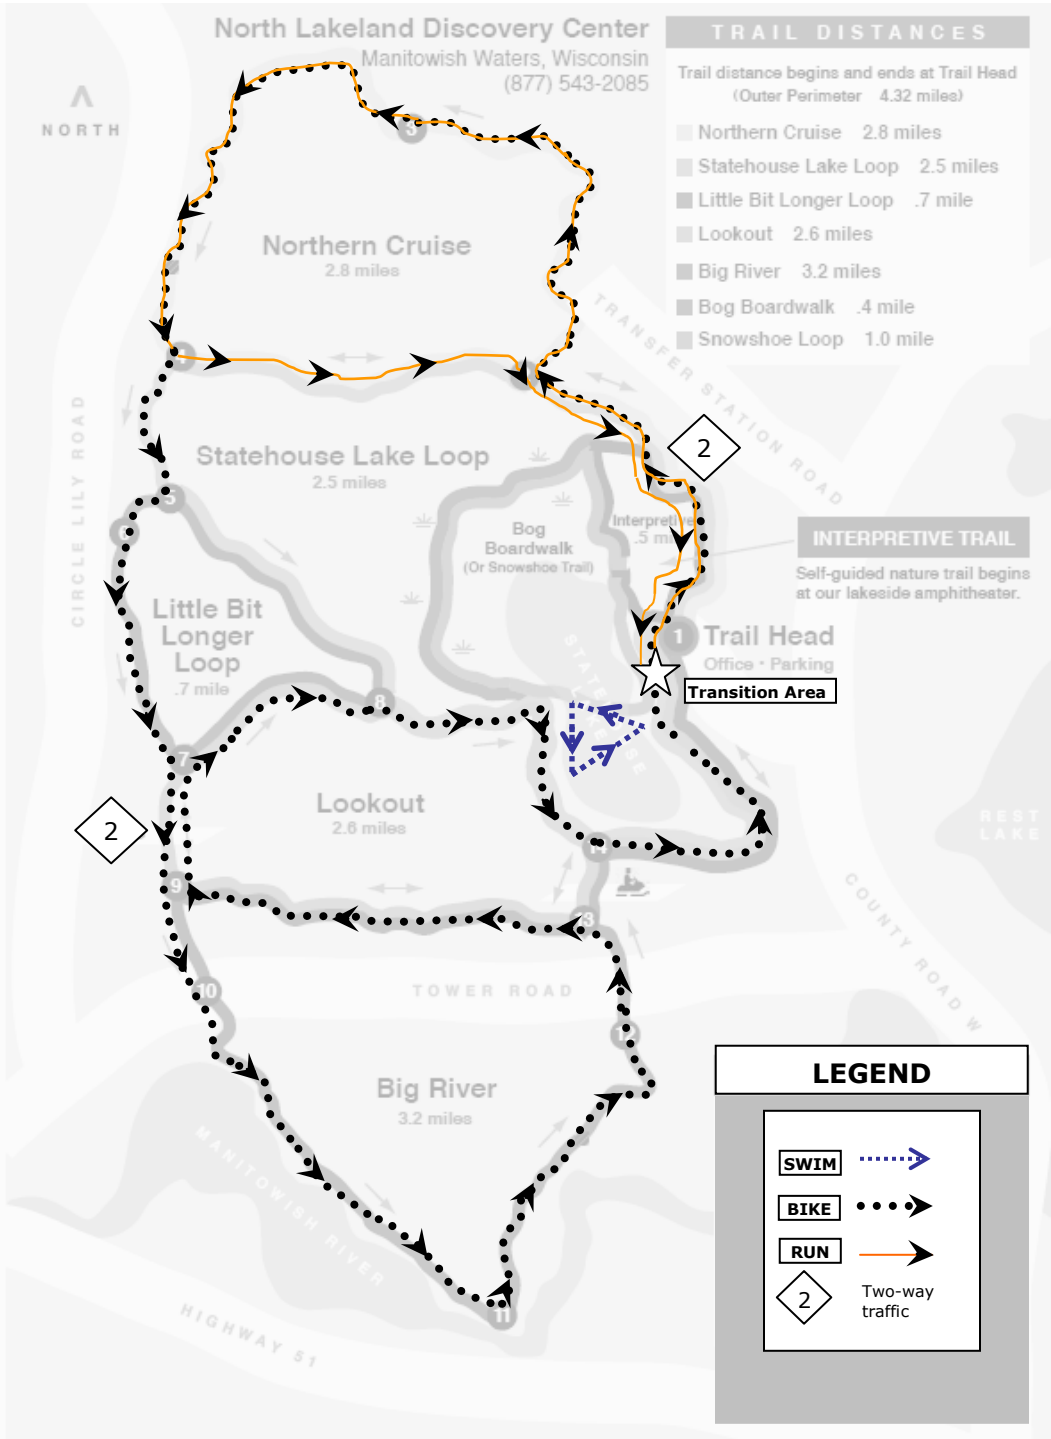 North Lakeland Discovery Center
Manitowish Waters, Wisconsin
(877) 543-2085
TRAIL DISTANCES
Trail distance begins and ends at Trail Head
(Outer Perimeter 4.32 miles)
Northern Cruise 2.8 miles
Statehouse Lake Loop 2.5 miles
Little Bit Longer Loop .7 mile
Lookout 2.6 miles
Big River 3.2 miles
Bog Boardwalk .4 mile
Snowshoe Loop 1.0 mile
NORTH
3
Northern Cruise
2.8 miles
TRANSFER STATION ROAD
4
CIRCLE LILY ROAD
2
Statehouse Lake Loop
2.5 miles
5
6
Bog
Boardwalk
(Or Snowshoe Trail)
Interpretive
.5 mi
INTERPRETIVE TRAIL
Self-guided nature trail begins
at our lakeside amphitheater.
Little Bit
Longer
Loop
.7 mile
1
Trail Head
Office • Parking
Transition Area
8
7
Lookout
2.6 miles
2
14
REST
LAKE
9
13
COUNTY ROAD W
10
TOWER ROAD
12
Big River
3.2 miles
MANITOWISH RIVER
11
HIGHWAY 51
LEGEND
SWIM
BIKE
RUN
2
Two-way
traffic